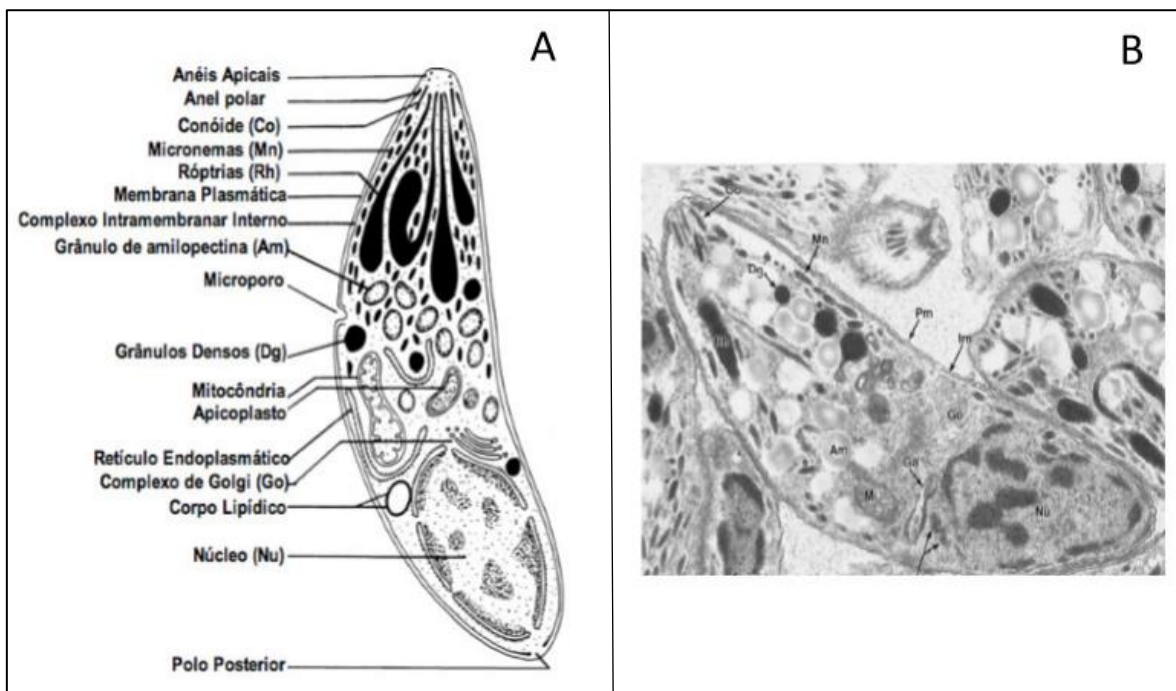 A
Anéis Apicais
Anel polar
Conóide (Co)
Micronemas (Mn)
Róptrias (Rh)
Membrana Plasmática
Complexo Intramembranar Interno
Grânulo de amilopectina (Am)
Microporo
Grânulos Densos (Dg)
Mitocôndria
Apicoplasto
Retículo Endoplasmático
Complexo de Golgi (Go)
Corpo Lipídico
Núcleo (Nu)
Polo Posterior
B
Co
Mn
Dg
Pm
Im
Go
Am
M
Nu